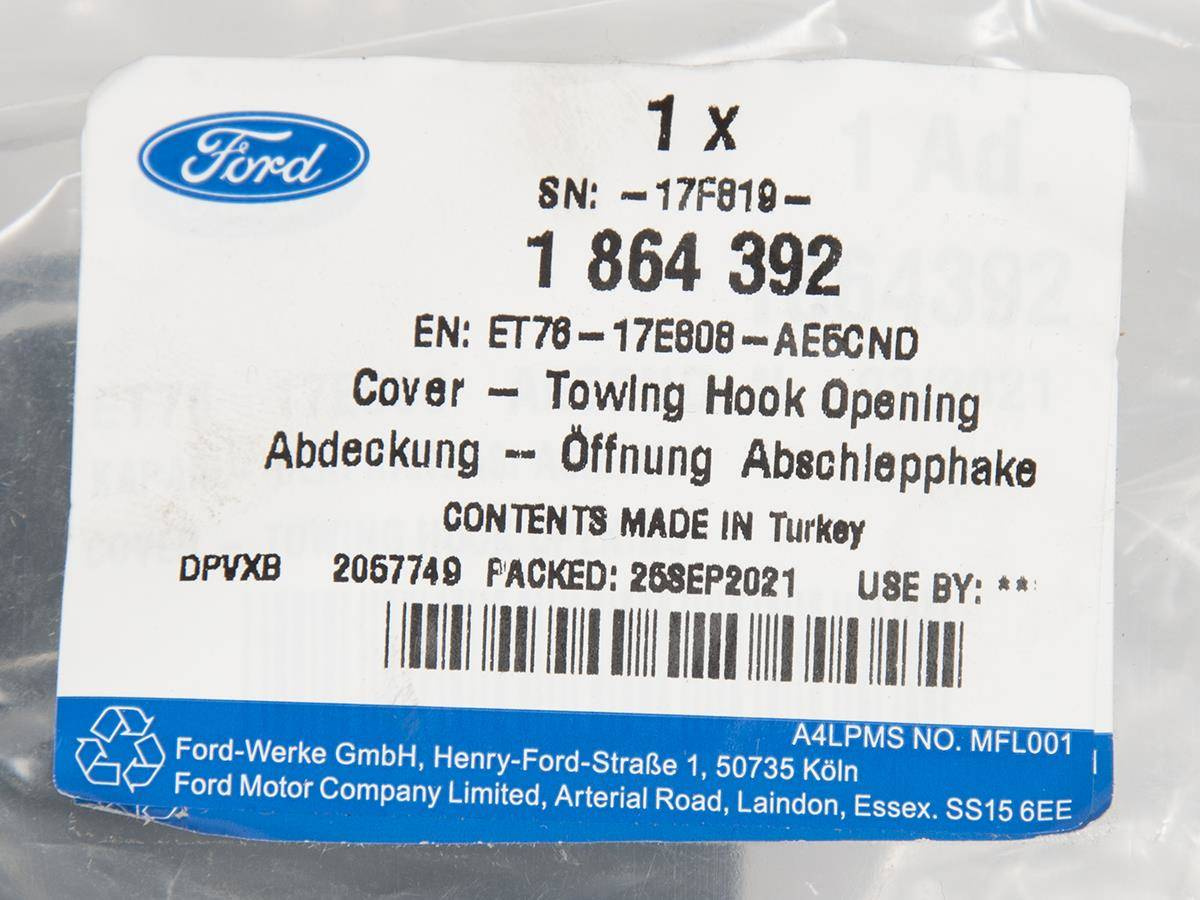 Ford
1 x
SN: -17F819-
1 864 392
EN: ET76-17E808-AE5CND
Cover - Towing Hook Opening
Abdeckung -- Öffnung Abschlepphake
CONTENTS MADE IN Turkey
DPVXB 2057749 PACKED: 25SEP2021 USE BY: **
A4LPMS NO. MFL001
Ford-Werke GmbH, Henry-Ford-Straße 1, 50735 Köln
Ford Motor Company Limited, Arterial Road, Laindon, Essex. SS15 6EE